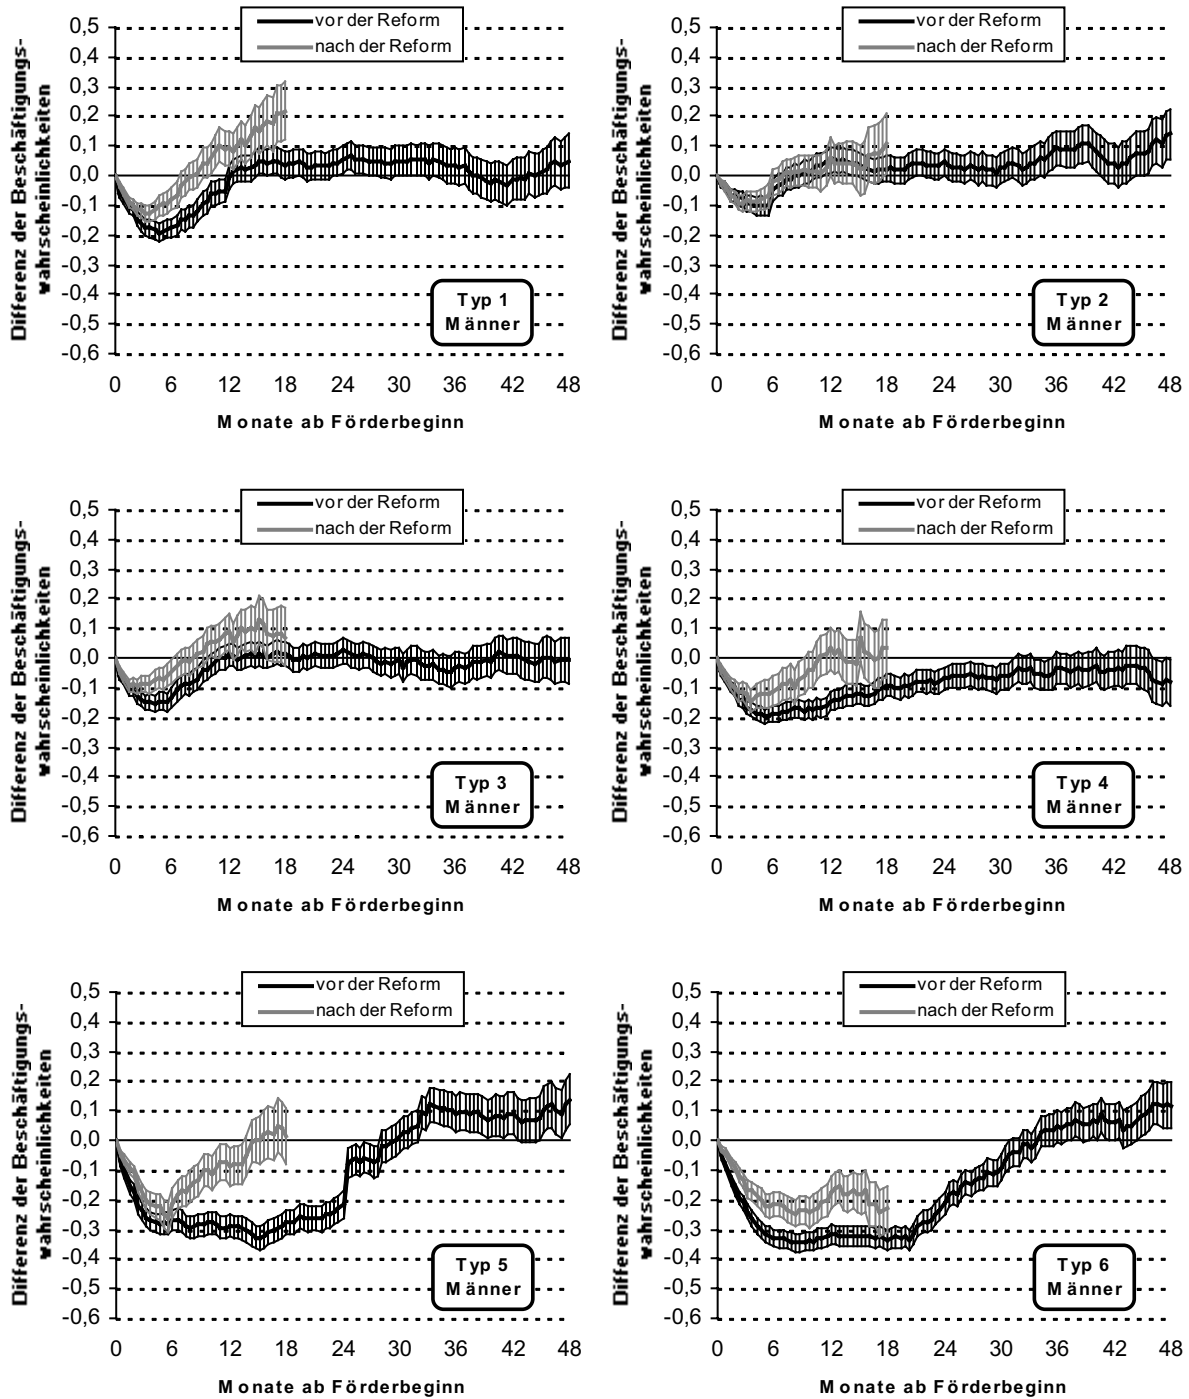 vor der Reform
nach der Reform
Differenz der Beschäftigungs-
wahrscheinlichkeiten
0,5
0,4
0,3
0,2
0,1
0,0
-0,1
-0,2
-0,3
-0,4
-0,5
-0,6
Typ 1
Männer
0 6 12 18 24 30 36 42 48
Monate ab Förderbeginn
vor der Reform
nach der Reform
Differenz der Beschäftigungs-
wahrscheinlichkeiten
0,5
0,4
0,3
0,2
0,1
0,0
-0,1
-0,2
-0,3
-0,4
-0,5
-0,6
Typ 2
Männer
0 6 12 18 24 30 36 42 48
Monate ab Förderbeginn
vor der Reform
nach der Reform
Differenz der Beschäftigungs-
wahrscheinlichkeiten
0,5
0,4
0,3
0,2
0,1
0,0
-0,1
-0,2
-0,3
-0,4
-0,5
-0,6
Typ 3
Männer
0 6 12 18 24 30 36 42 48
Monate ab Förderbeginn
vor der Reform
nach der Reform
Differenz der Beschäftigungs-
wahrscheinlichkeiten
0,5
0,4
0,3
0,2
0,1
0,0
-0,1
-0,2
-0,3
-0,4
-0,5
-0,6
Typ 4
Männer
0 6 12 18 24 30 36 42 48
Monate ab Förderbeginn
vor der Reform
nach der Reform
Differenz der Beschäftigungs-
wahrscheinlichkeiten
0,5
0,4
0,3
0,2
0,1
0,0
-0,1
-0,2
-0,3
-0,4
-0,5
-0,6
Typ 5
Männer
0 6 12 18 24 30 36 42 48
Monate ab Förderbeginn
vor der Reform
nach der Reform
Differenz der Beschäftigungs-
wahrscheinlichkeiten
0,5
0,4
0,3
0,2
0,1
0,0
-0,1
-0,2
-0,3
-0,4
-0,5
-0,6
Typ 6
Männer
0 6 12 18 24 30 36 42 48
Monate ab Förderbeginn